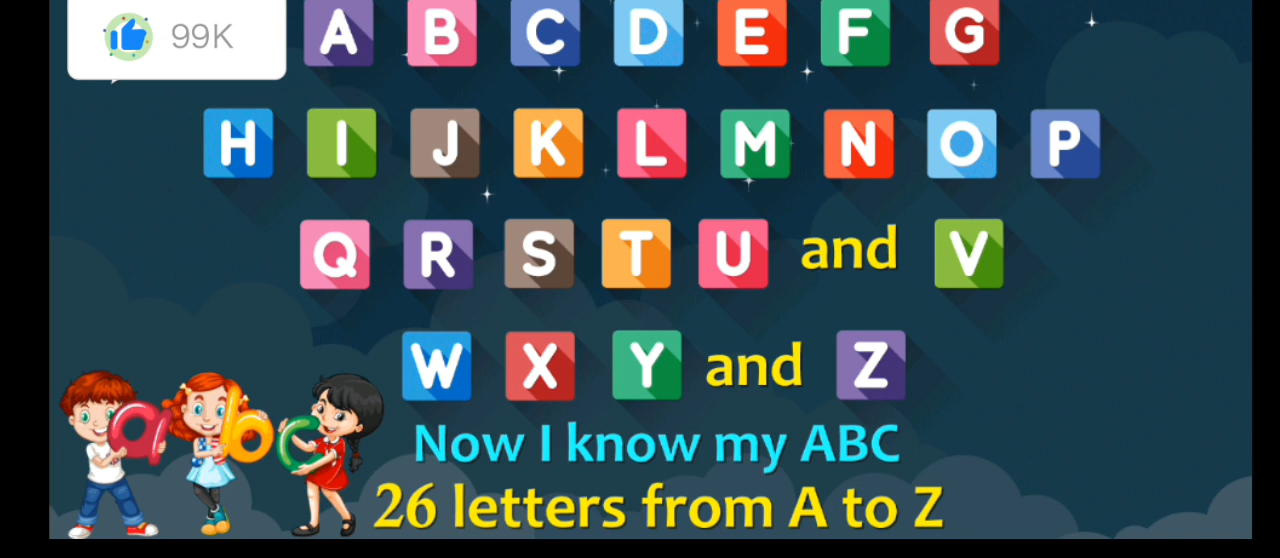 99K
A B C D E F G
H I J K L M N O P
Q R S T U and V
W X Y and Z
a b c
Now I know my ABC
26 letters from A to Z